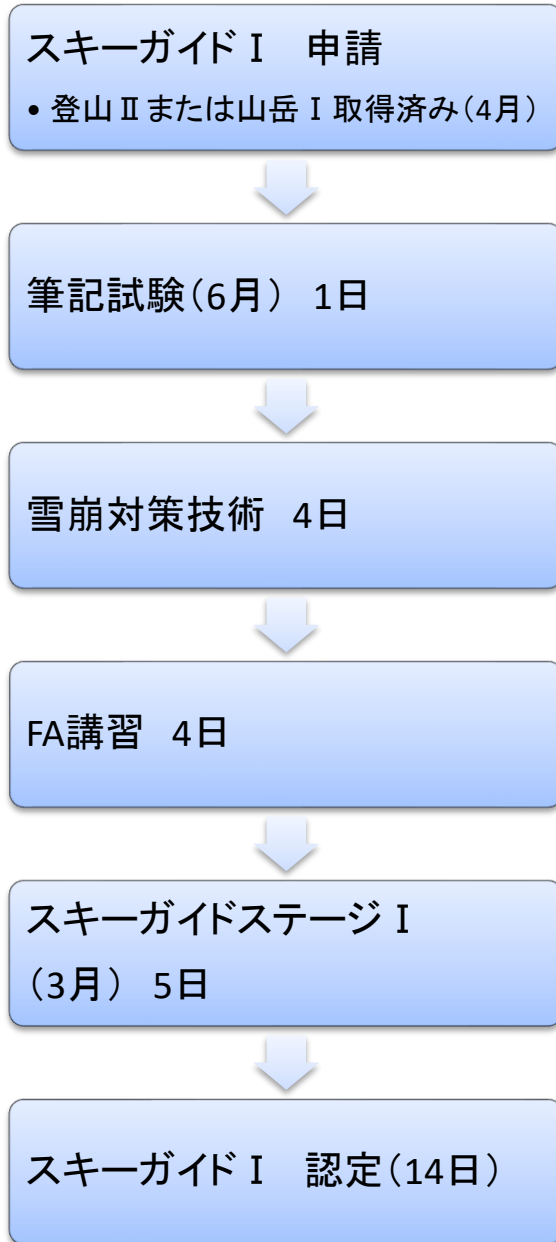 スキーガイドⅠ　申請
• 登山Ⅱまたは山岳Ⅰ取得済み(4月)
筆記試験(6月)　1日
雪崩対策技術　4日
FA講習　4日
スキーガイドステージⅠ
(3月)　5日
スキーガイドⅠ　認定(14日)